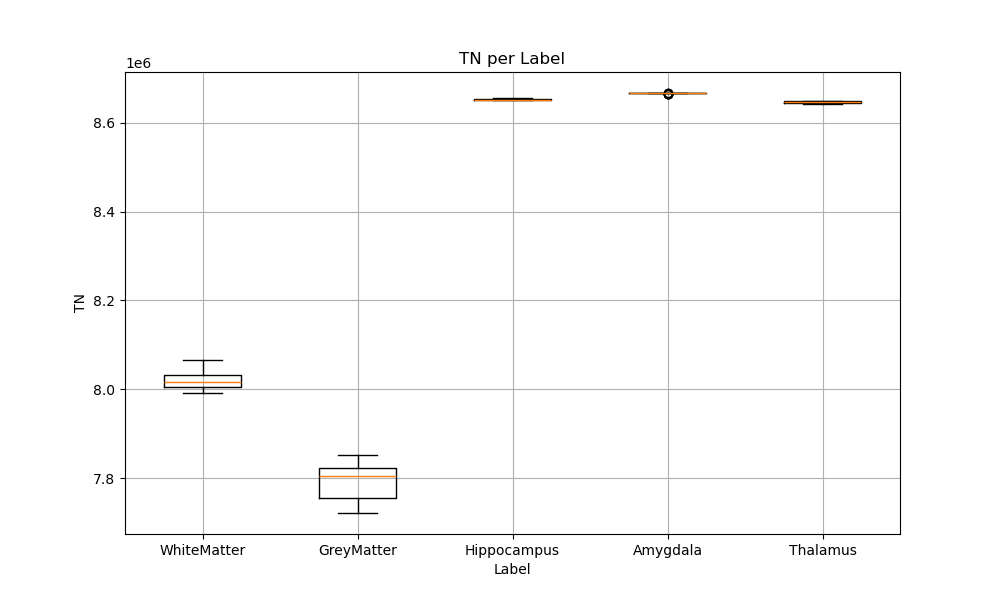 TN per Label
1e6
8.6
8.4
8.2
8.0
7.8
TN
WhiteMatter GreyMatter Hippocampus Amygdala Thalamus
Label